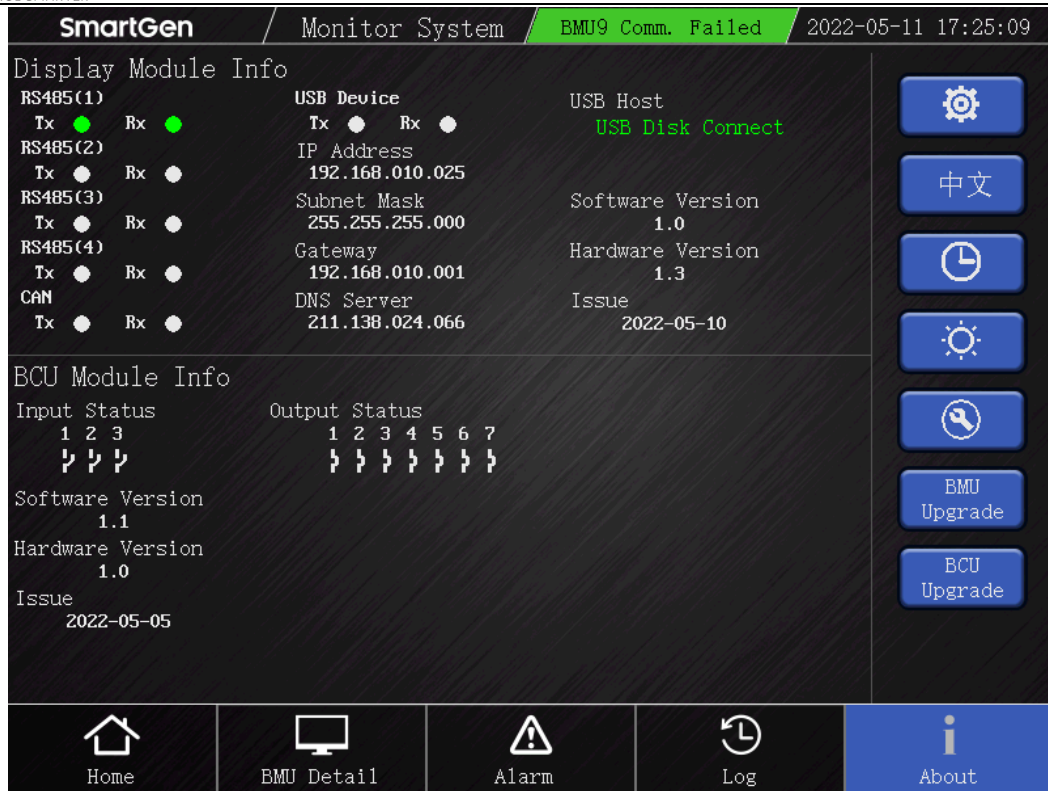 SmartGen
Monitor System
BMU9 Comm. Failed
2022-05-11 17:25:09
Display Module Info
RS485(1)
Tx Rx
RS485(2)
Tx Rx
RS485(3)
Tx Rx
RS485(4)
Tx Rx
CAN
Tx Rx
USB Device
Tx Rx
IP Address
192.168.010.025
Subnet Mask
255.255.255.000
Gateway
192.168.010.001
DNS Server
211.138.024.066
USB Host
USB Disk Connect
Software Version
1.0
Hardware Version
1.3
Issue
2022-05-10
BCU Module Info
Input Status
1 2 3
Output Status
1 2 3 4 5 6 7
Software Version
1.1
Hardware Version
1.0
Issue
2022-05-05
中文
BMU
Upgrade
BCU
Upgrade
Home
BMU Detail
Alarm
Log
About